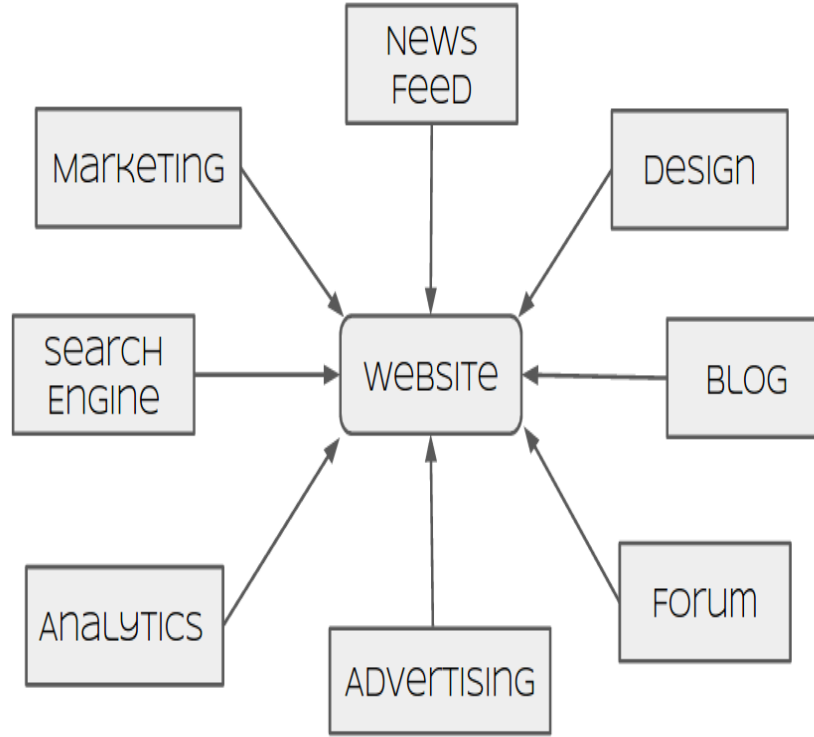 News
Feed
Marketing
Design
Search
Engine
Website
Blog
Analytics
Forum
Advertising